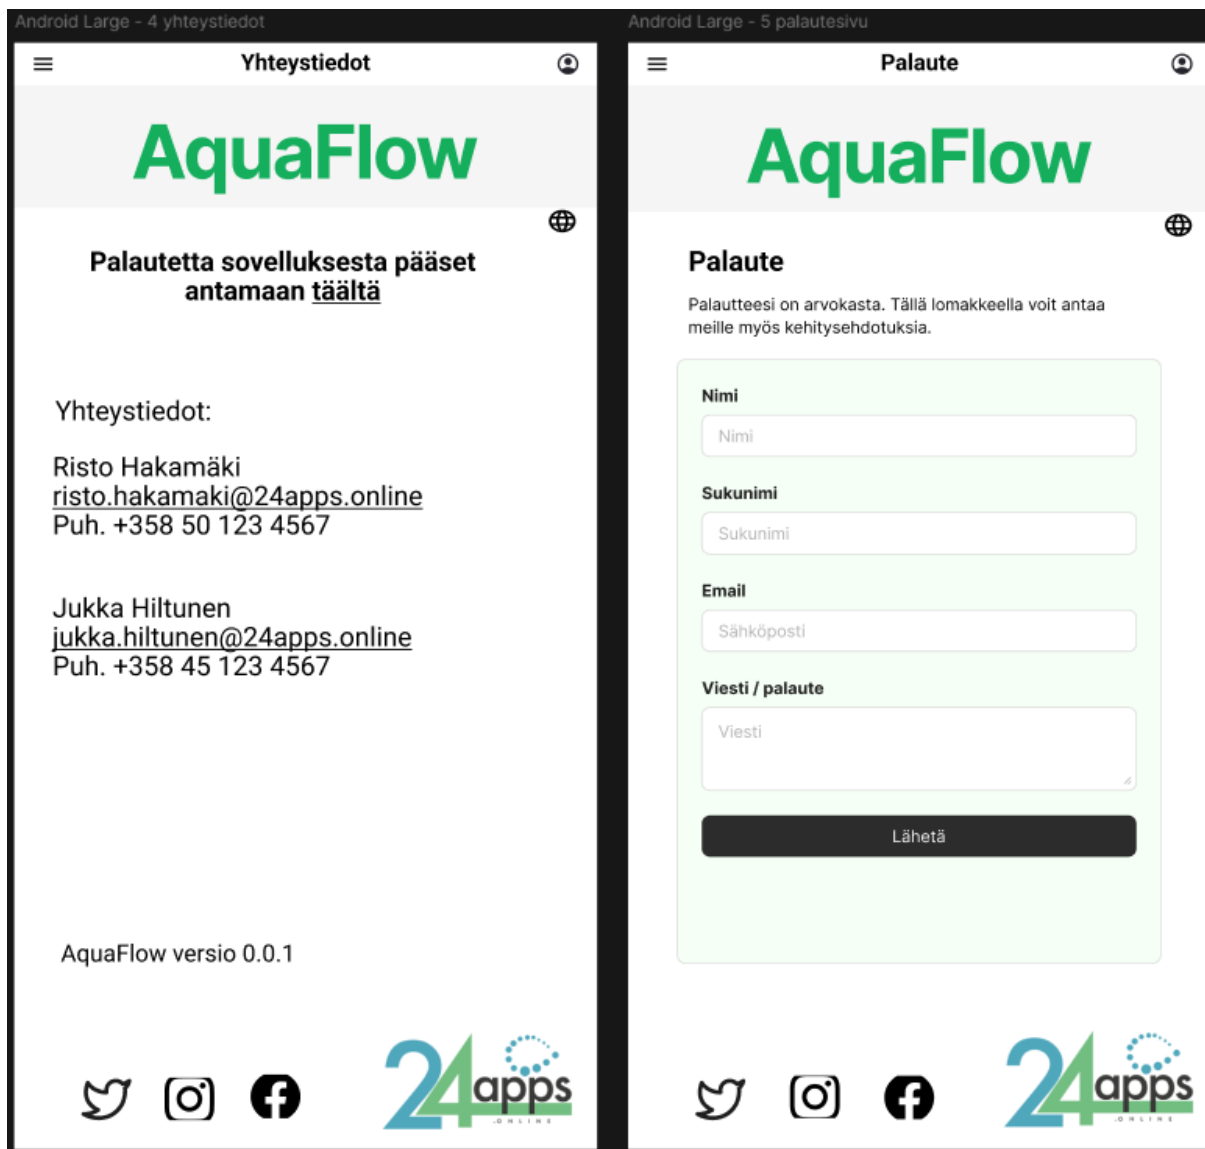 Android Large - 4 yhteystiedot
Yhteystiedot
AquaFlow
Palautetta sovelluksesta pääset
antamaan täältä
Yhteystiedot:
Risto Hakamäki
risto.hakamaki@24apps.online
Puh. +358 50 123 4567
Jukka Hiltunen
jukka.hiltunen@24apps.online
Puh. +358 45 123 4567
AquaFlow versio 0.0.1
24apps
.ONLINE
Android Large - 5 palautesivu
Palaute
AquaFlow
Palaute
Palautteesi on arvokasta. Tällä lomakkeella voit antaa
meille myös kehitysehdotuksia.
Nimi
Nimi
Sukunimi
Sukunimi
Email
Sähköposti
Viesti / palaute
Viesti
Lähetä
24apps
.ONLINE